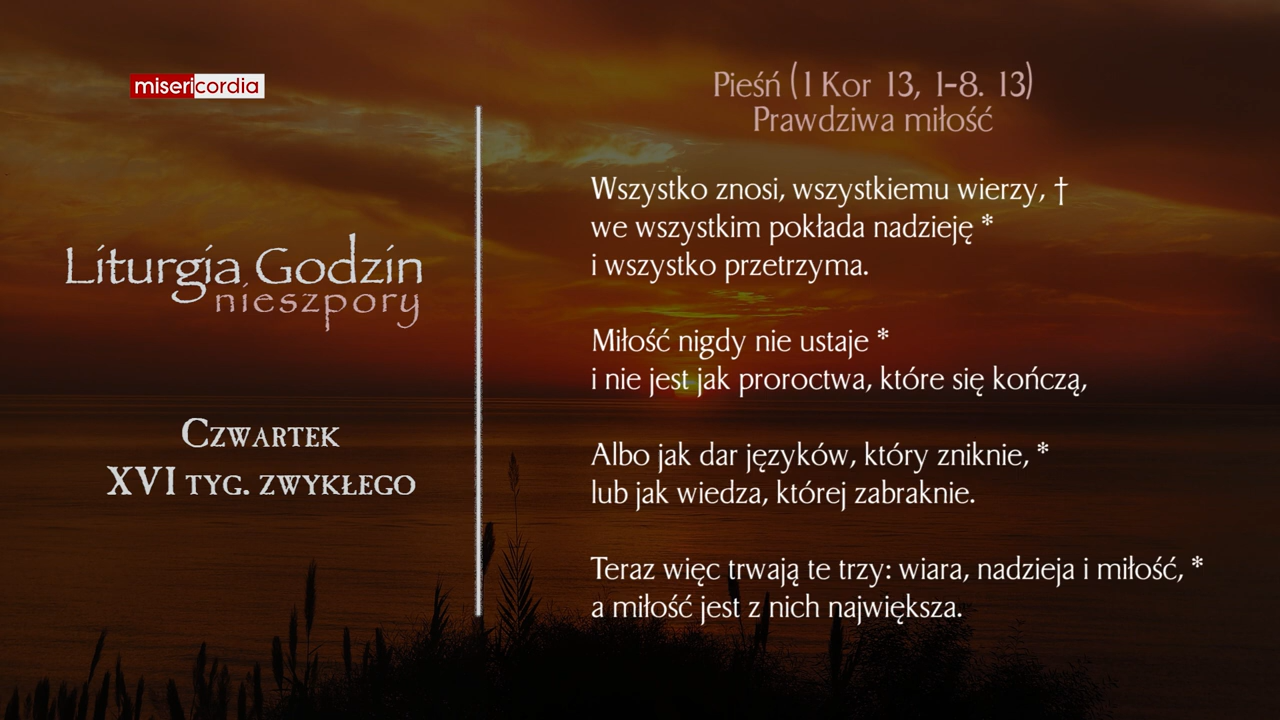 misericordia
Liturgia Godzin
nieszpory
Czwartek
XVI tyg. zwykłego
Pieśń (1 Kor 13, 1-8. 13)
Prawdziwa miłość
Wszystko znosi, wszystkiemu wierzy, †
we wszystkim pokłada nadzieję *
i wszystko przetrzyma.
Miłość nigdy nie ustaje *
i nie jest jak proroctwa, które się kończą,
Albo jak dar języków, który zniknie, *
lub jak wiedza, której zabraknie.
Teraz więc trwają te trzy: wiara, nadzieja i miłość, *
a miłość jest z nich największa.